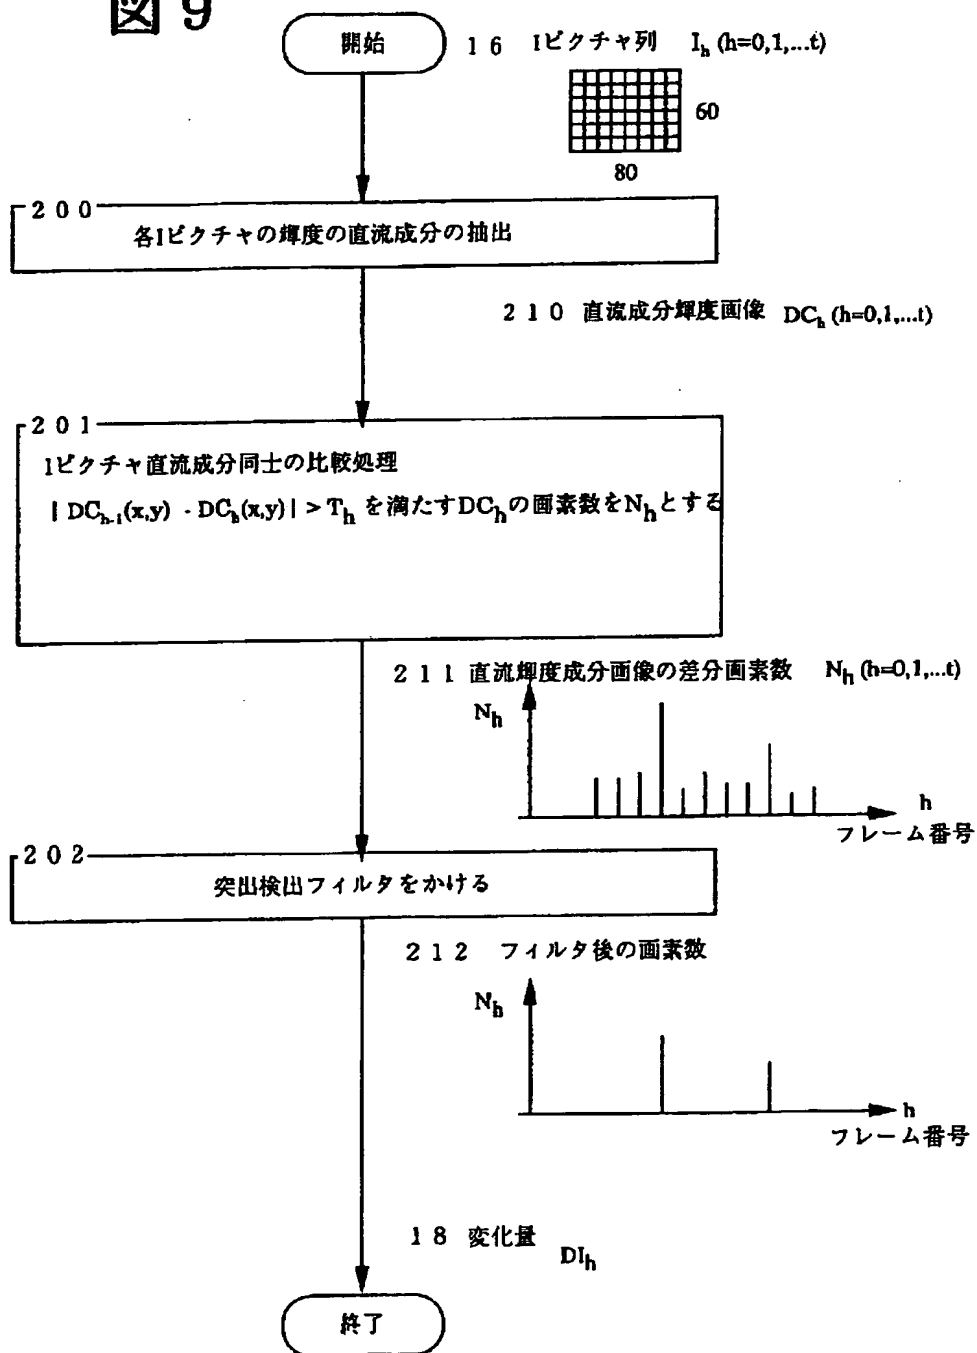 図 9
開始
1 6 Iピクチャ列 I_h (h=0,1,...t)
60
80
2 0 0
各Iピクチャの輝度の直流成分の抽出
2 1 0 直流成分輝度画像 DC_h (h=0,1,...t)
2 0 1
Iピクチャ直流成分同士の比較処理
| DC_{h-1}(x,y) - DC_h(x,y) | > T_h を満たすDC_hの画素数をN_hとする
2 1 1 直流輝度成分画像の差分画素数 N_h (h=0,1,...t)
N_h
h
フレーム番号
2 0 2
突出検出フィルタをかける
2 1 2 フィルタ後の画素数
N_h
h
フレーム番号
1 8 変化量 DI_h
終了